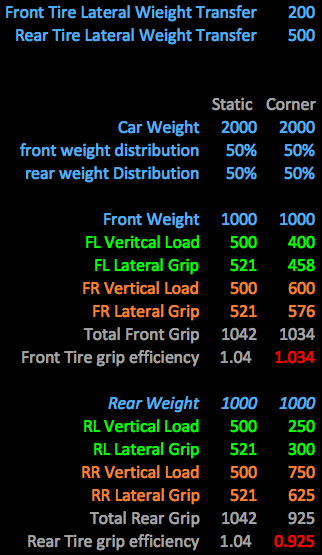 Front Tire Lateral Wieight Transfer 200
Rear Tire Lateral Weight Transfer 500
Static Corner
Car Weight 2000 2000
front weight distribution 50% 50%
rear weight Distribution 50% 50%
Front Weight 1000 1000
FL Veritcal Load 500 400
FL Lateral Grip 521 458
FR Vertical Load 500 600
FR Lateral Grip 521 576
Total Front Grip 1042 1034
Front Tire grip efficiency 1.04 1.034
Rear Weight 1000 1000
RL Vertical Load 500 250
RL Lateral Grip 521 300
RR Vertical Load 500 750
RR Lateral Grip 521 625
Total Rear Grip 1042 925
Rear Tire grip efficiency 1.04 0.925